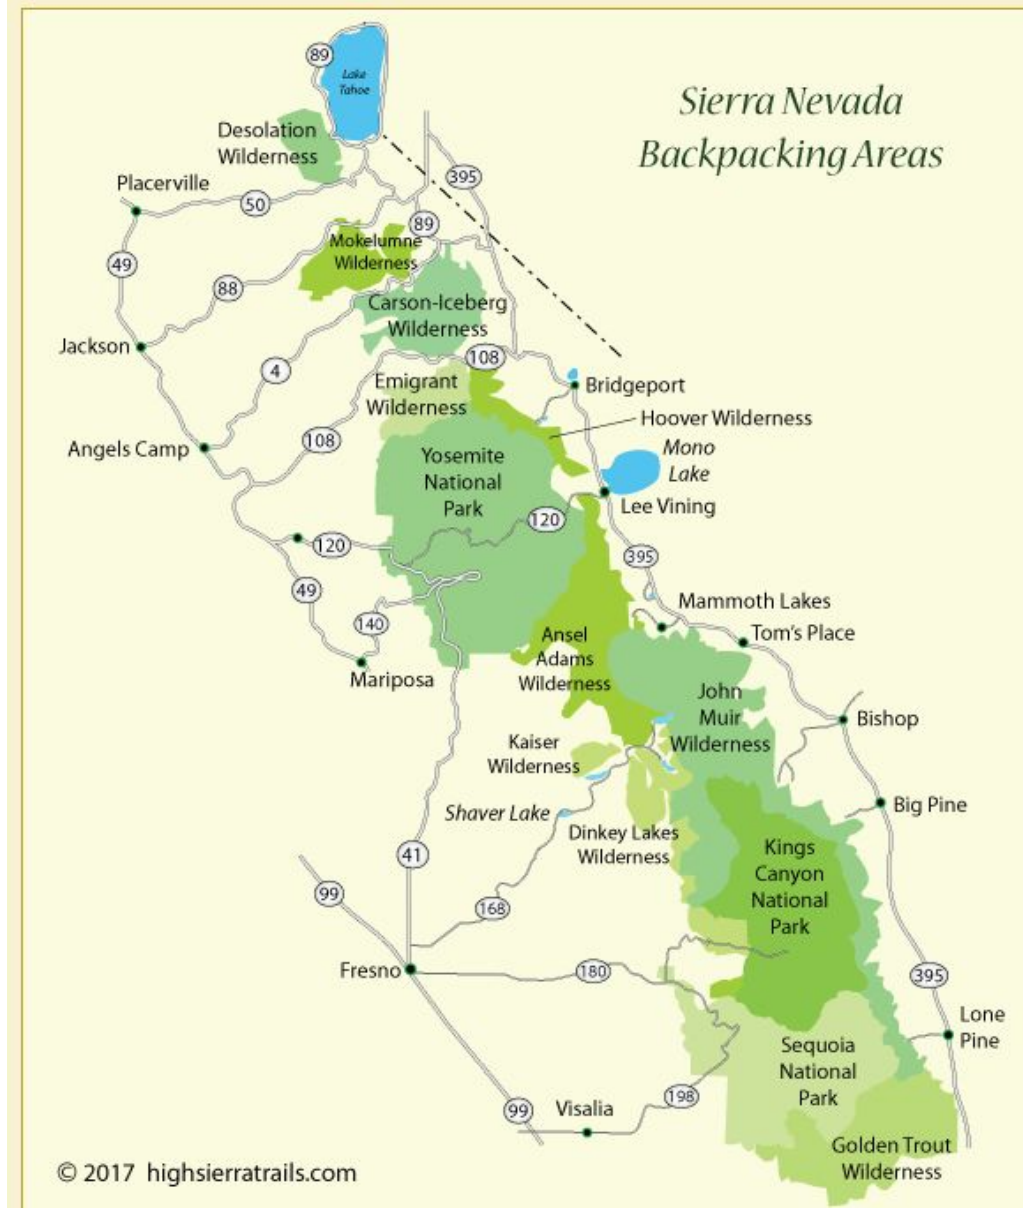 89
Lake
Tahoe
Sierra Nevada
Backpacking Areas
Desolation
Wilderness
395
Placerville
50
89
Mokelumne
Wilderness
49
88
Carson-Iceberg
Wilderness
Jackson
4
108
Emigrant
Wilderness
Bridgeport
Hoover Wilderness
108
Angels Camp
Mono
Lake
Yosemite
National
Park
Lee Vining
120
120
395
49
Mammoth Lakes
140
Tom's Place
Ansel
Adams
Wilderness
Mariposa
John
Muir
Wilderness
Bishop
Kaiser
Wilderness
Shaver Lake
Big Pine
Dinkey Lakes
Wilderness
41
Kings
Canyon
National
Park
99
168
Fresno
180
395
Lone
Pine
Sequoia
National
Park
198
99
Visalia
Golden Trout
Wilderness
© 2017 highsierratrails.com